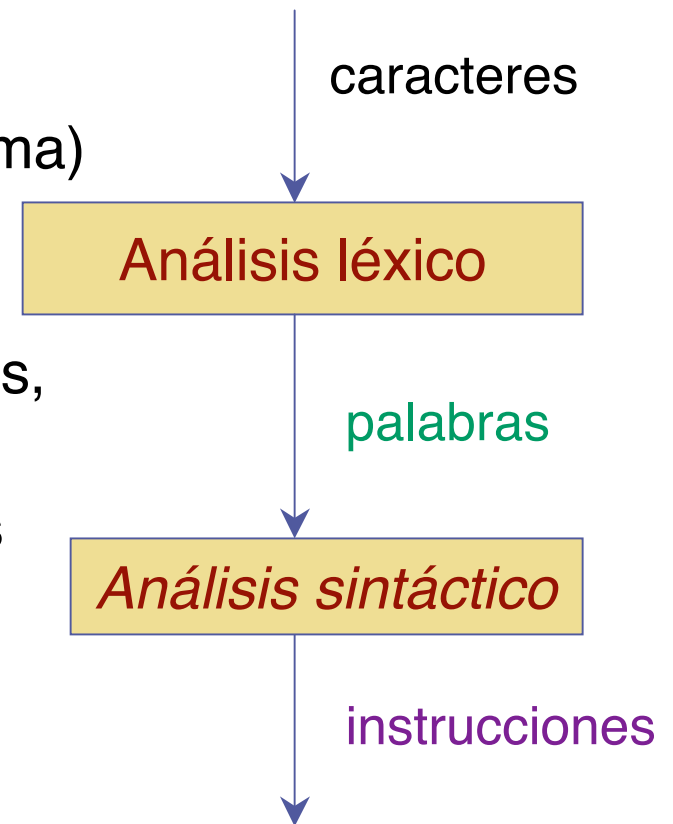 caracteres
ma)
Análisis léxico
s,
palabras
s
Análisis sintáctico
instrucciones